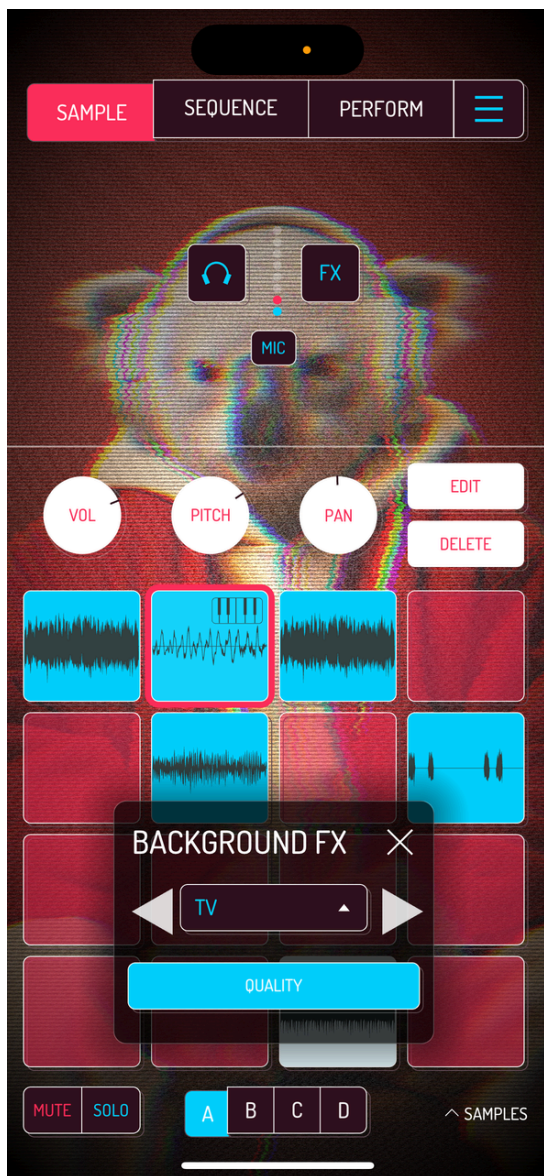 SAMPLE
SEQUENCE
PERFORM
FX
MIC
VOL
PITCH
PAN
EDIT
DELETE
BACKGROUND FX
TV
QUALITY
MUTE
SOLO
A
B
C
D
SAMPLES